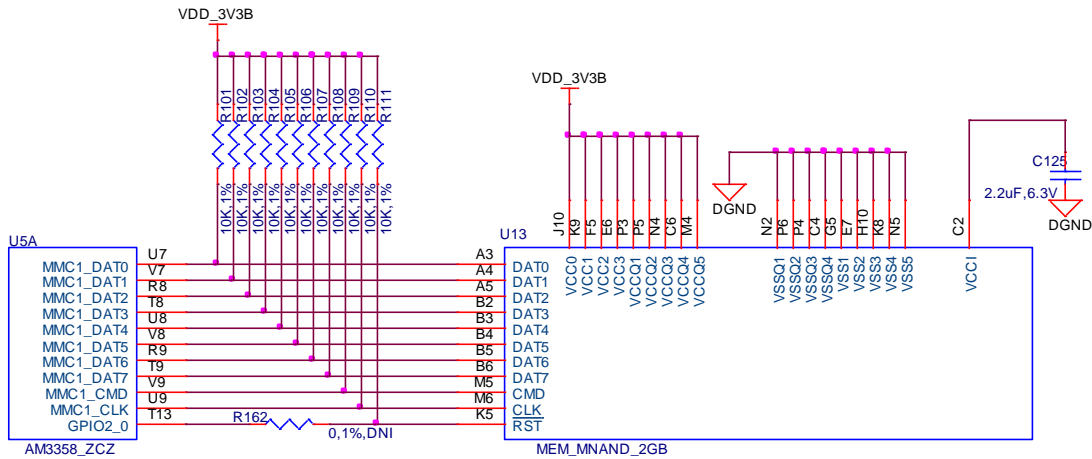 VDD_3V3B
R101
R102
R103
R104
R105
R106
R107
R108
R109
R110
R111
10K,1%
10K,1%
10K,1%
10K,1%
10K,1%
10K,1%
10K,1%
10K,1%
10K,1%
10K,1%
10K,1%
VDD_3V3B
DGND
C125
2.2uF,6.3V
DGND
J10
K9
F5
E6
P3
P5
N4
C6
M4
N2
P6
P4
C4
G5
E7
H10
K8
N5
C2
U5A
U13
VCC0
VCC1
VCC2
VCC3
VCCQ1
VCCQ2
VCCQ3
VCCQ4
VCCQ5
VSSQ1
VSSQ2
VSSQ3
VSSQ4
VSS1
VSS2
VSS3
VSS4
VSS5
VCCI
MMC1_DAT0 U7 A3 DAT0
MMC1_DAT1 V7 A4 DAT1
MMC1_DAT2 R8 A5 DAT2
MMC1_DAT3 T8 B2 DAT3
MMC1_DAT4 U8 B3 DAT4
MMC1_DAT5 V8 B4 DAT5
MMC1_DAT6 R9 B5 DAT6
MMC1_DAT7 T9 B6 DAT7
MMC1_CMD V9 M5 CMD
MMC1_CLK U9 M6 CLK
GPIO2_0 T13 R162 K5 RST
0,1%,DNI
AM3358_ZCZ
MEM_MNAND_2GB